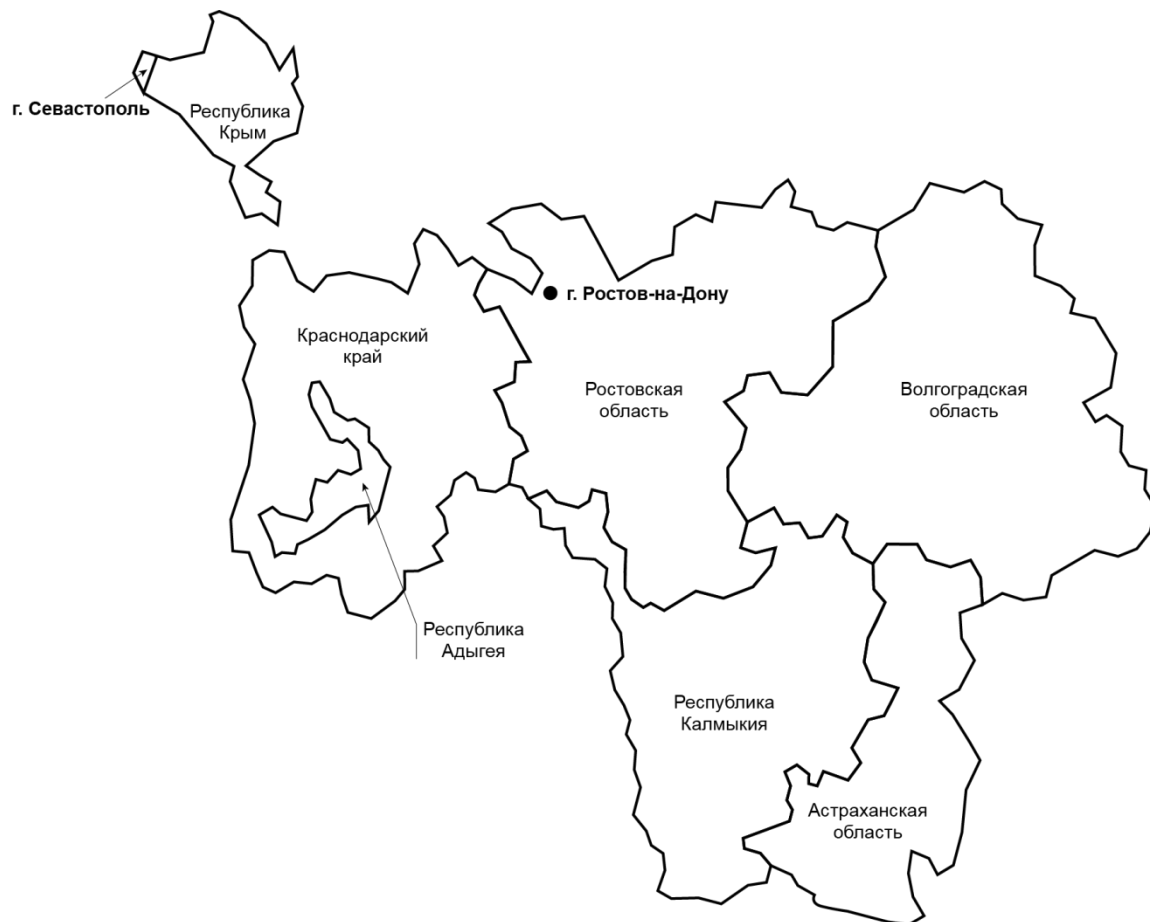 г. Севастополь
Республика
Крым
г. Ростов-на-Дону
Краснодарский
край
Ростовская
область
Волгоградская
область
Республика
Адыгея
Республика
Калмыкия
Астраханская
область